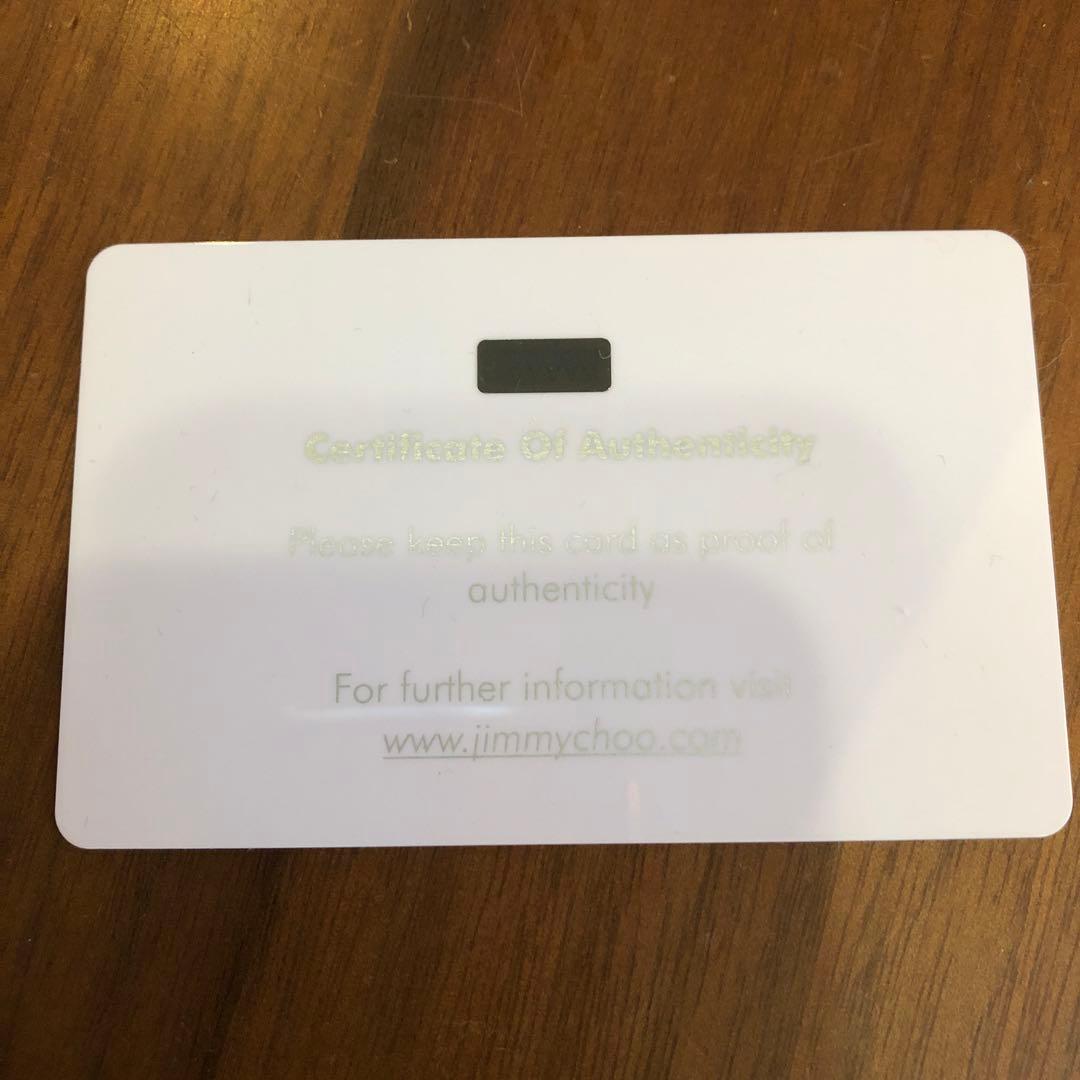 Certificate Of Authenticity
Please keep this card as proof of
authenticity
For further information visit
www.jimmychoo.com